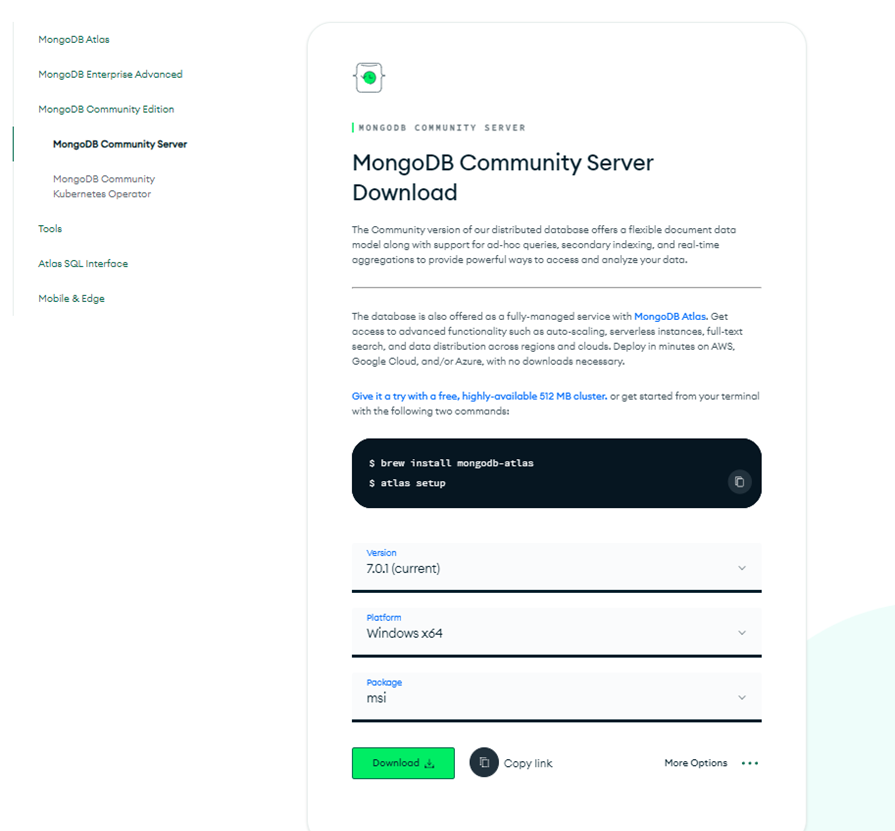 MongoDB Atlas
MongoDB Enterprise Advanced
MongoDB Community Edition
MongoDB Community Server
MongoDB Community
Kubernetes Operator
Tools
Atlas SQL Interface
Mobile & Edge
MONGODB COMMUNITY SERVER
MongoDB Community Server
Download
The Community version of our distributed database offers a flexible document data
model along with support for ad-hoc queries, secondary indexing, and real-time
aggregations to provide powerful ways to access and analyze your data.
The database is also offered as a fully-managed service with MongoDB Atlas. Get
access to advanced functionality such as auto-scaling, serverless instances, full-text
search, and data distribution across regions and clouds. Deploy in minutes on AWS,
Google Cloud, and/or Azure, with no downloads necessary.
Give it a try with a free, highly-available 512 MB cluster. or get started from your terminal
with the following two commands:
$ brew install mongodb-atlas
$ atlas setup
Version
7.0.1 (current)
Platform
Windows x64
Package
msi
Download
Copy link
More Options